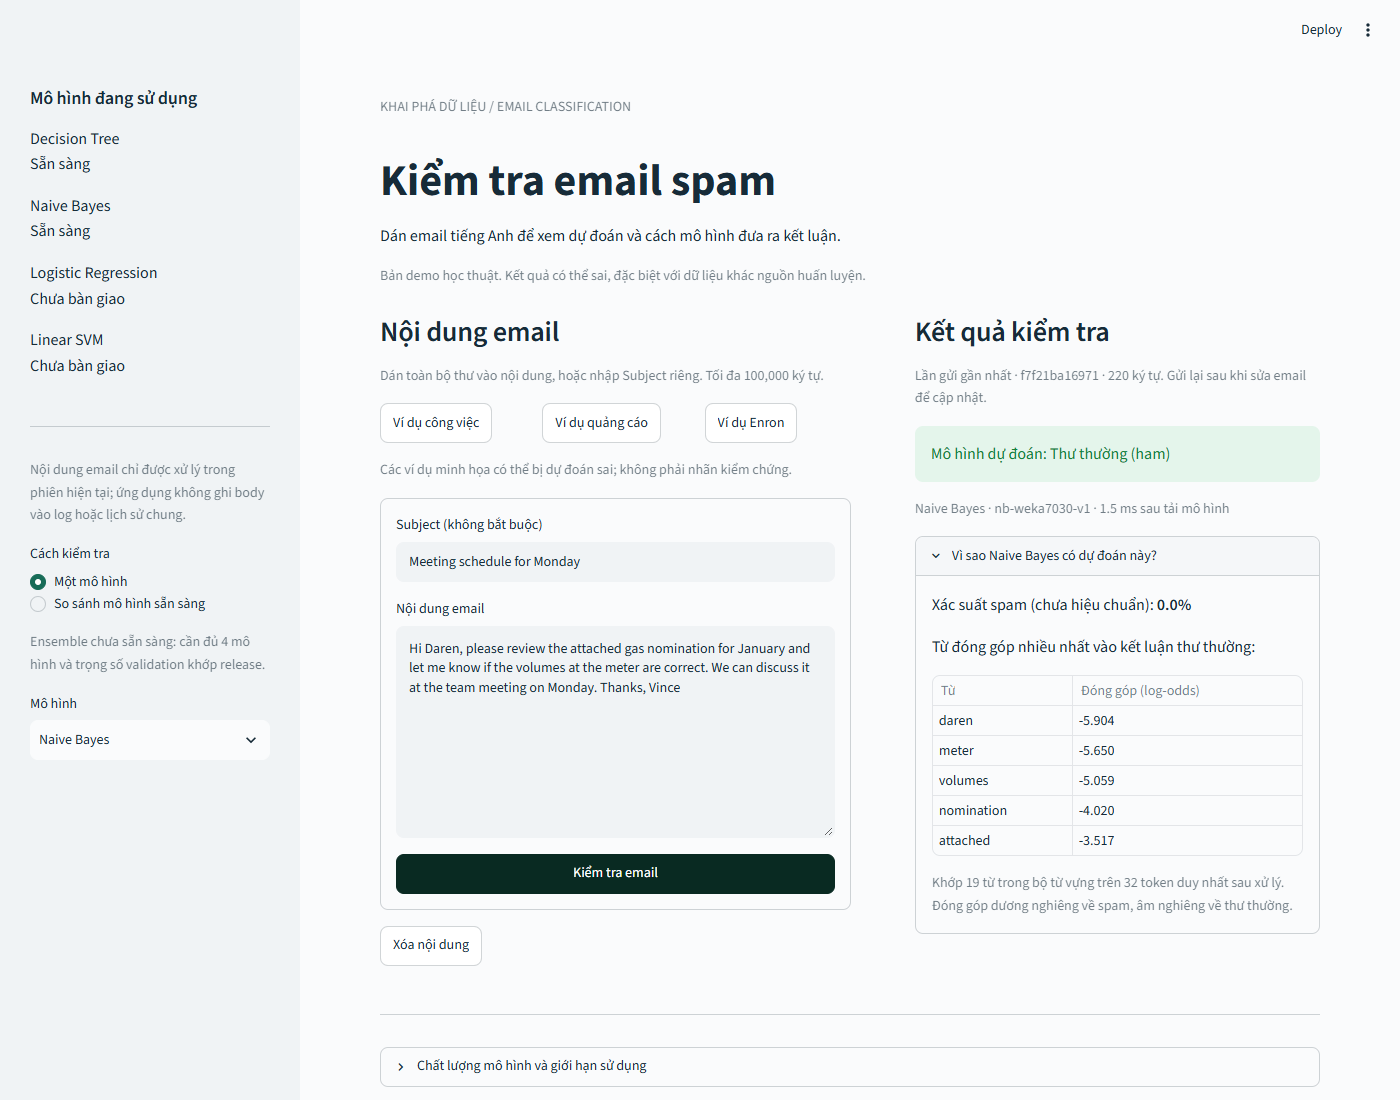 Deploy
Mô hình đang sử dụng
Decision Tree
Sẵn sàng
Naive Bayes
Sẵn sàng
Logistic Regression
Chưa bàn giao
Linear SVM
Chưa bàn giao
Nội dung email chỉ được xử lý trong
phiên hiện tại; ứng dụng không ghi body
vào log hoặc lịch sử chung.
Cách kiểm tra
Một mô hình
So sánh mô hình sẵn sàng
Ensemble chưa sẵn sàng: cần đủ 4 mô
hình và trọng số validation khớp release.
Mô hình
Naive Bayes
KHAI PHÁ DỮ LIỆU / EMAIL CLASSIFICATION
Kiểm tra email spam
Dán email tiếng Anh để xem dự đoán và cách mô hình đưa ra kết luận.
Bản demo học thuật. Kết quả có thể sai, đặc biệt với dữ liệu khác nguồn huấn luyện.
Nội dung email
Dán toàn bộ thư vào nội dung, hoặc nhập Subject riêng. Tối đa 100,000 ký tự.
Ví dụ công việc
Ví dụ quảng cáo
Ví dụ Enron
Các ví dụ minh họa có thể bị dự đoán sai; không phải nhãn kiểm chứng.
Subject (không bắt buộc)
Meeting schedule for Monday
Nội dung email
Hi Daren, please review the attached gas nomination for January and
let me know if the volumes at the meter are correct. We can discuss it
at the team meeting on Monday. Thanks, Vince
Kiểm tra email
Xóa nội dung
Kết quả kiểm tra
Lần gửi gần nhất · f7f21ba16971 · 220 ký tự. Gửi lại sau khi sửa email
để cập nhật.
Mô hình dự đoán: Thư thường (ham)
Naive Bayes · nb-weka7030-v1 · 1.5 ms sau tải mô hình
Vì sao Naive Bayes có dự đoán này?
Xác suất spam (chưa hiệu chuẩn): 0.0%
Từ đóng góp nhiều nhất vào kết luận thư thường:
Từ Đóng góp (log-odds)
daren -5.904
meter -5.650
volumes -5.059
nomination -4.020
attached -3.517
Khớp 19 từ trong bộ từ vựng trên 32 token duy nhất sau xử lý.
Đóng góp dương nghiêng về spam, âm nghiêng về thư thường.
Chất lượng mô hình và giới hạn sử dụng